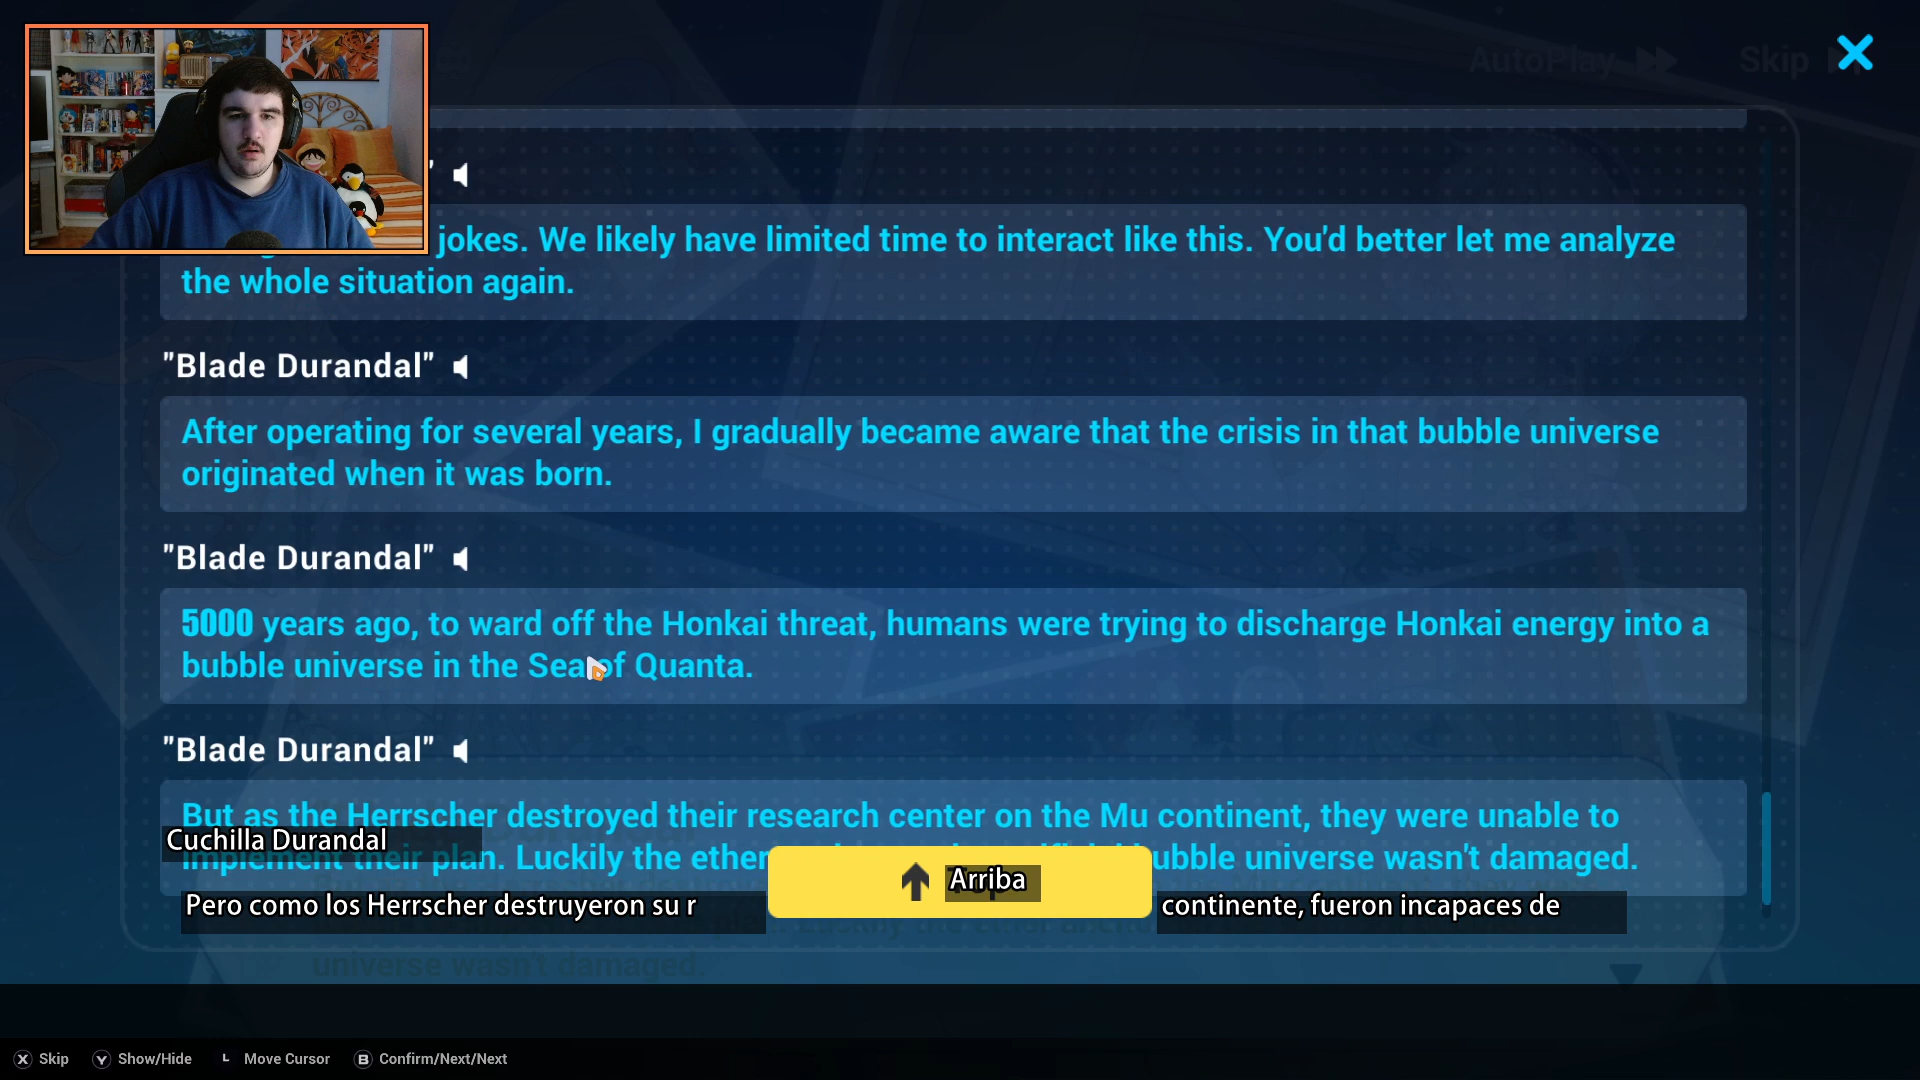 AutoPlay
Skip
"
jokes. We likely have limited time to interact like this. You'd better let me analyze
the whole situation again.
"Blade Durandal"
After operating for several years, I gradually became aware that the crisis in that bubble universe
originated when it was born.
"Blade Durandal"
5000 years ago, to ward off the Honkai threat, humans were trying to discharge Honkai energy into a
bubble universe in the Sea of Quanta.
"Blade Durandal"
But as the Herrscher destroyed their research center on the Mu continent, they were unable to
Cuchilla Durandal
implement their plan. Luckily the ether bubble universe wasn't damaged.
Arriba
Pero como los Herrscher destruyeron su r continente, fueron incapaces de
universe wasn't damaged.
X Skip
Y Show/Hide
L Move Cursor
B Confirm/Next/Next